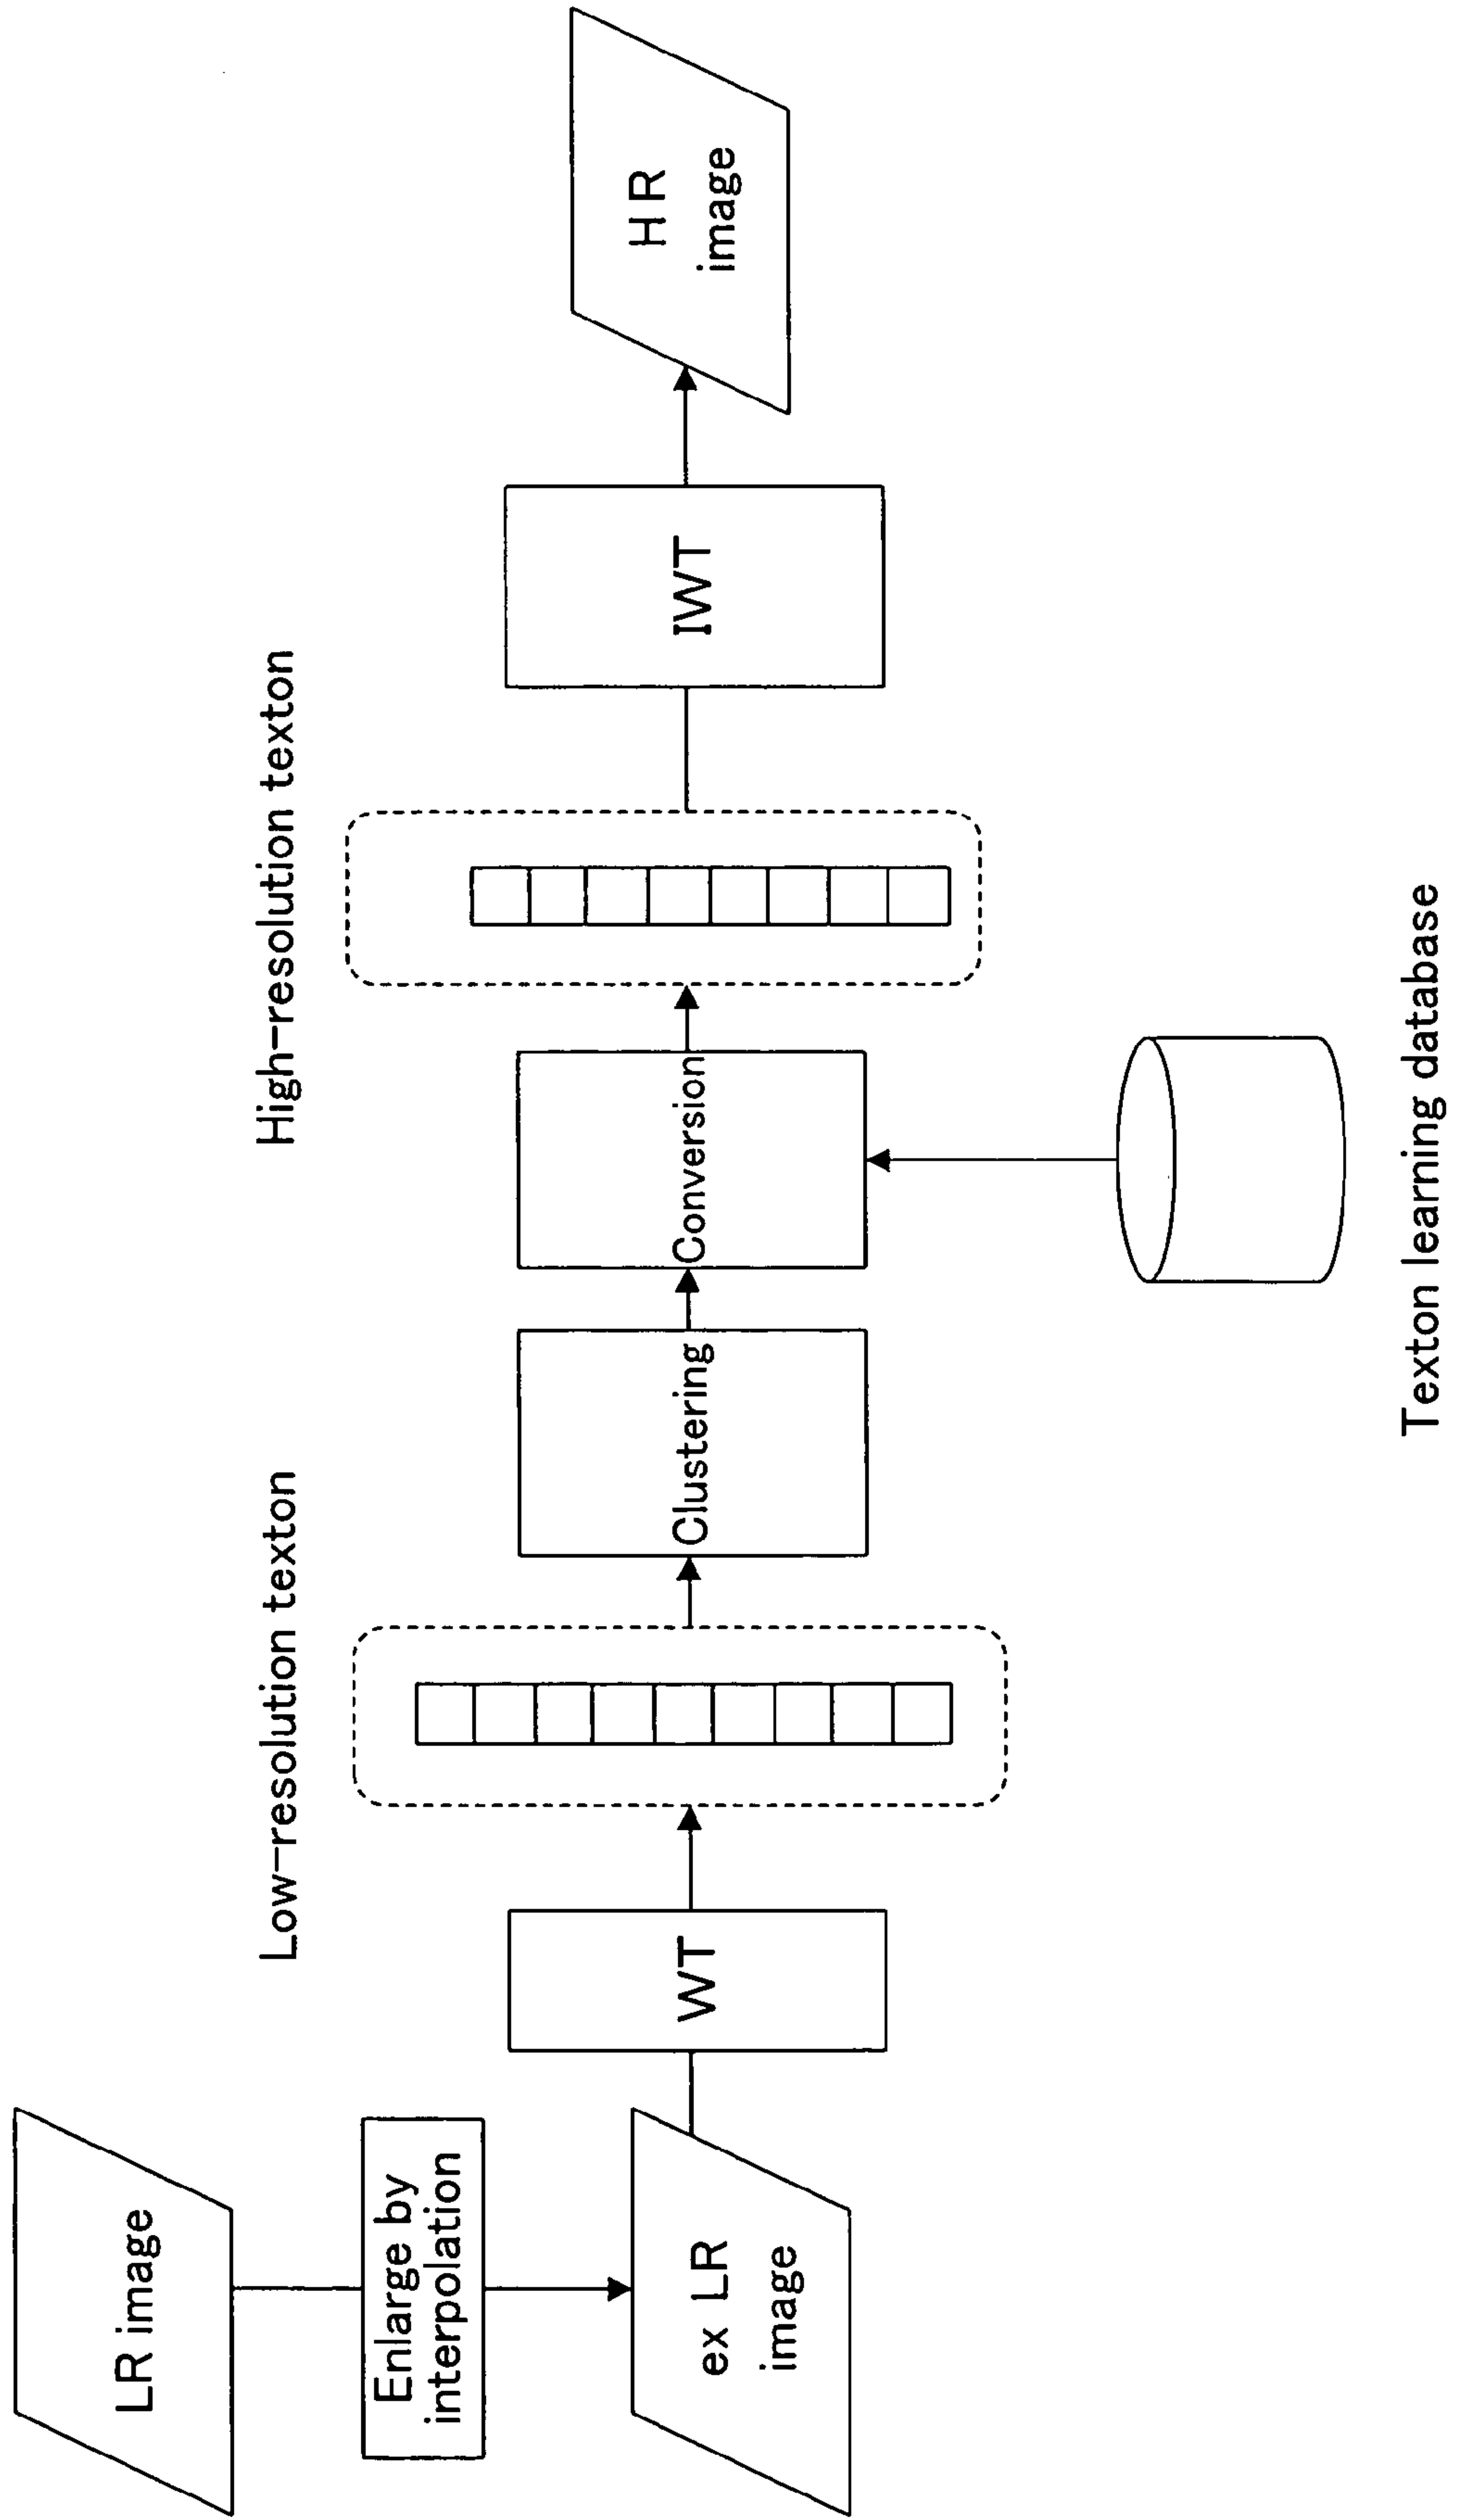 LR image
Enlarge by
interpolation
ex LR
image
WT
Low-resolution texton
Clustering
Conversion
Texton learning database
High-resolution texton
IWT
HR
image